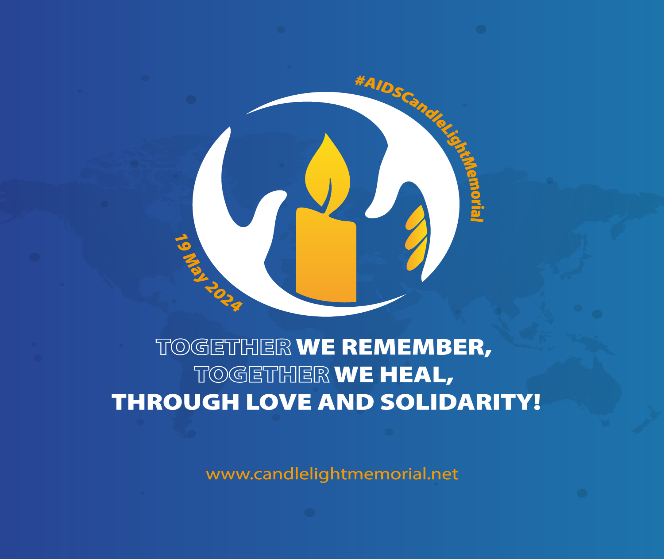 #AIDSCandleLightMemorial
19 May 2024
TOGETHER WE REMEMBER,
TOGETHER WE HEAL,
THROUGH LOVE AND SOLIDARITY!
www.candlelightmemorial.net